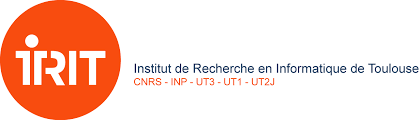 IRIT
Institut de Recherche en Informatique de Toulouse
CNRS - INP - UT3 - UT1 - UT2J